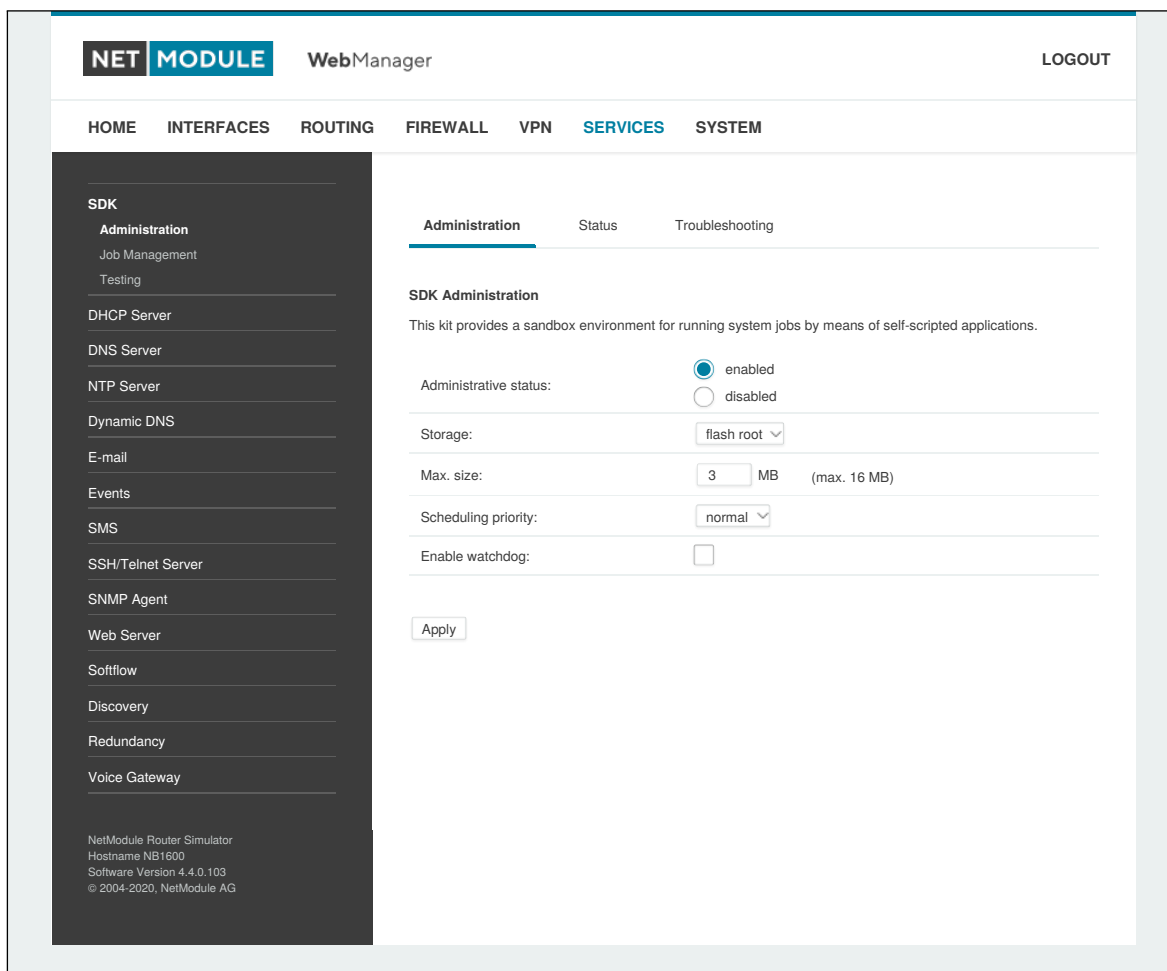 NET MODULE WebManager LOGOUT
HOME INTERFACES ROUTING FIREWALL VPN SERVICES SYSTEM
SDK
Administration
Job Management
Testing
DHCP Server
DNS Server
NTP Server
Dynamic DNS
E-mail
Events
SMS
SSH/Telnet Server
SNMP Agent
Web Server
Softflow
Discovery
Redundancy
Voice Gateway
NetModule Router Simulator
Hostname NB1600
Software Version 4.4.0.103
© 2004-2020, NetModule AG
Administration Status Troubleshooting
SDK Administration
This kit provides a sandbox environment for running system jobs by means of self-scripted applications.
Administrative status:
enabled
disabled
Storage: flash root
Max. size: 3 MB (max. 16 MB)
Scheduling priority: normal
Enable watchdog:
Apply